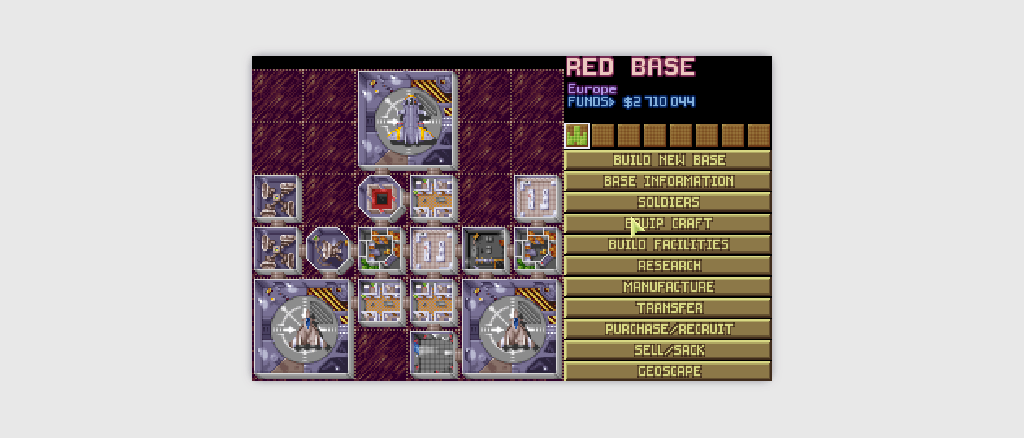 RED BASE
Europe
FUNDS> $2 710 044
BUILD NEW BASE
BASE INFORMATION
SOLDIERS
EQUIP CRAFT
BUILD FACILITIES
RESEARCH
MANUFACTURE
TRANSFER
PURCHASE/RECRUIT
SELL/SACK
GEOSCAPE